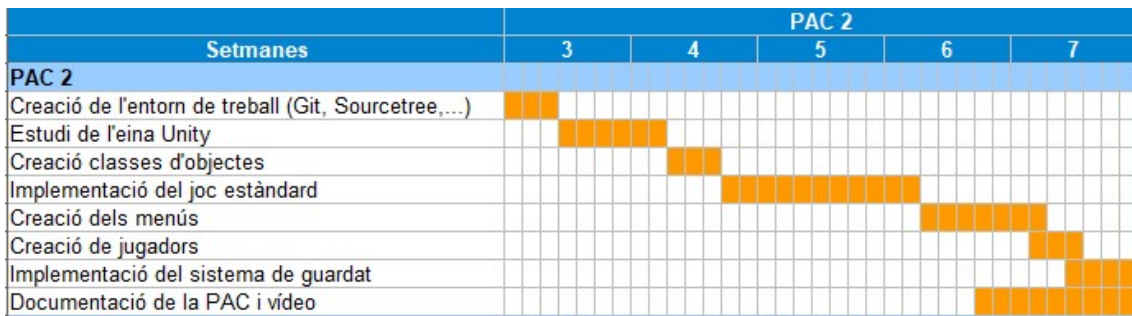 PAC 2
Setmanes 3 4 5 6 7
PAC 2
Creació de l'entorn de treball (Git, Sourcetree,...)
Estudi de l'eina Unity
Creació classes d'objectes
Implementació del joc estàndard
Creació dels menús
Creació de jugadors
Implementació del sistema de guardat
Documentació de la PAC i vídeo